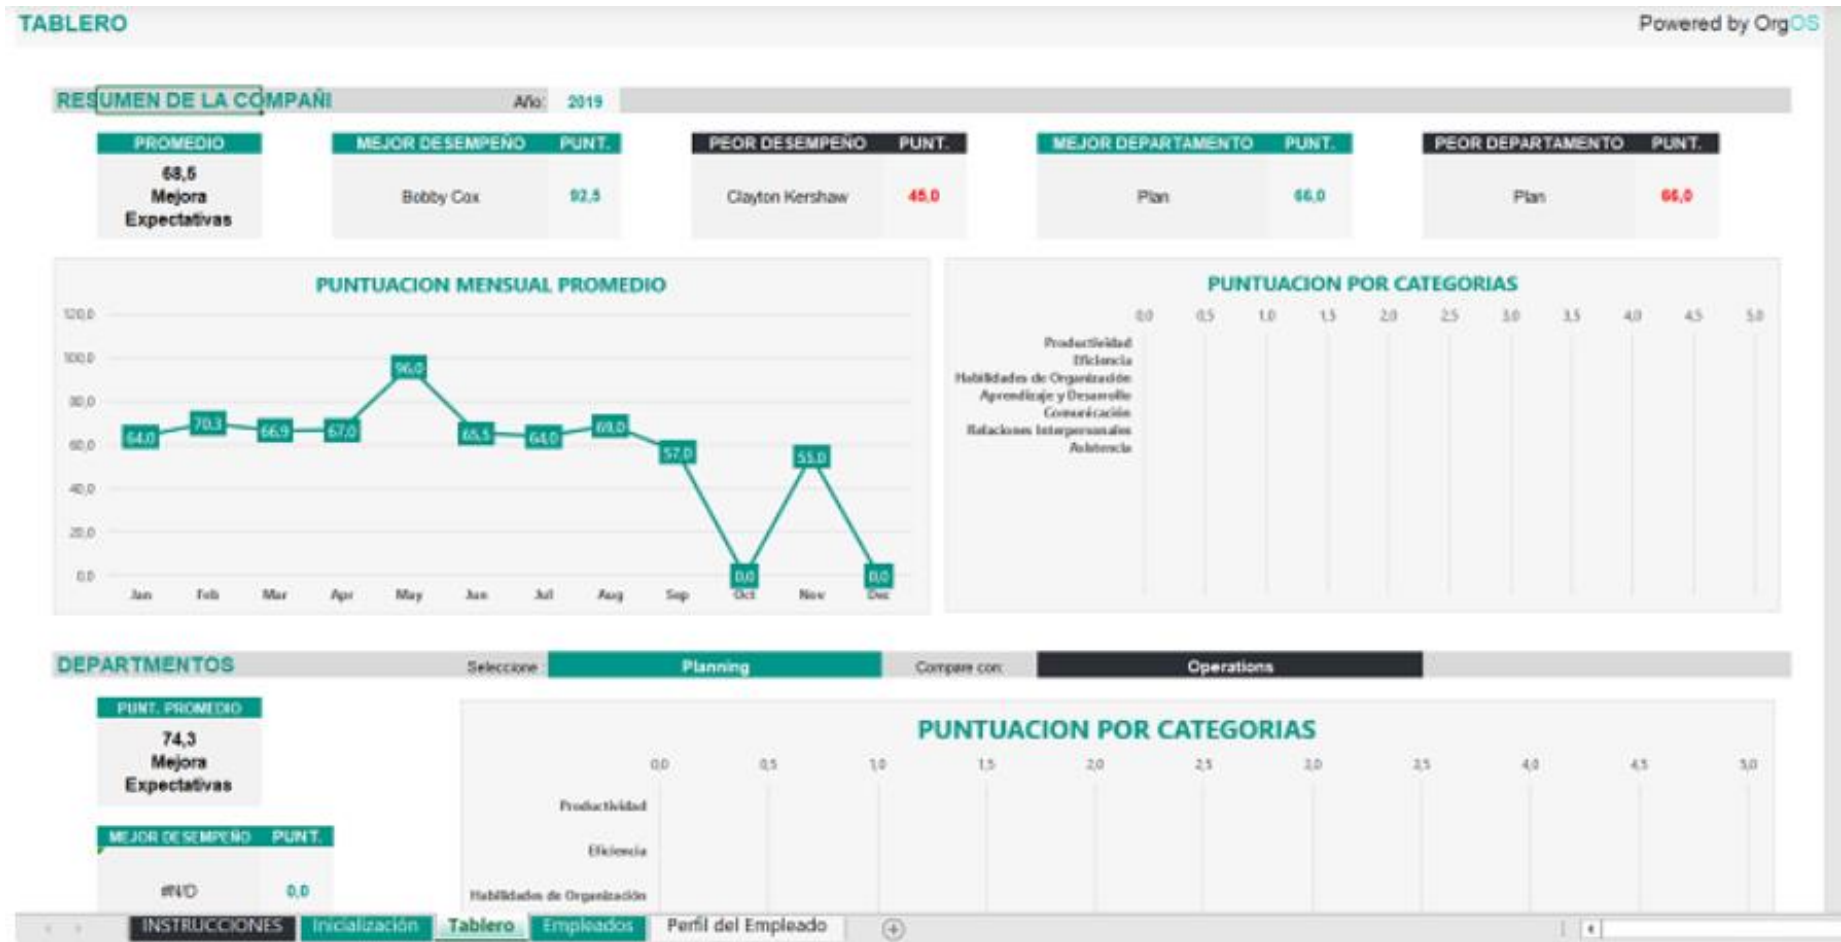 TABLERO
Powered by OrgOS
RESUMEN DE LA COMPAÑI Año: 2019
PROMEDIO MEJOR DESEMPEÑO PUNT. PEOR DESEMPEÑO PUNT. MEJOR DEPARTAMENTO PUNT. PEOR DEPARTAMENTO PUNT.
68,5
Mejora
Expectativas
Bobby Cox 92,5 Clayton Kershaw 45,0 Plan 66,0 Plan 66,0
PUNTUACION MENSUAL PROMEDIO
120,0
100,0
80,0
60,0
40,0
20,0
0,0
64,0 70,3 66,9 67,0 96,0 65,5 64,0 69,0 57,0 0,0 55,0 0,0
Jan Feb Mar Apr May Jun Jul Aug Sep Oct Nov Dec
PUNTUACION POR CATEGORIAS
0,0 0,5 1,0 1,5 2,0 2,5 3,0 3,5 4,0 4,5 5,0
Productividad
Eficiencia
Habilidades de Organización
Aprendizaje y Desarrollo
Comunicación
Relaciones Interpersonales
Asistencia
DEPARTMENTOS Seleccione: Planning Compare con: Operations
PUNT. PROMEDIO
74,3
Mejora
Expectativas
MEJOR DESEMPEÑO PUNT.
#N/D 0,0
PUNTUACION POR CATEGORIAS
0,0 0,5 1,0 1,5 2,0 2,5 3,0 3,5 4,0 4,5 5,0
Productividad
Eficiencia
Habilidades de Organización
INSTRUCCIONES Inicialización Tablero Empleados Perfil del Empleado